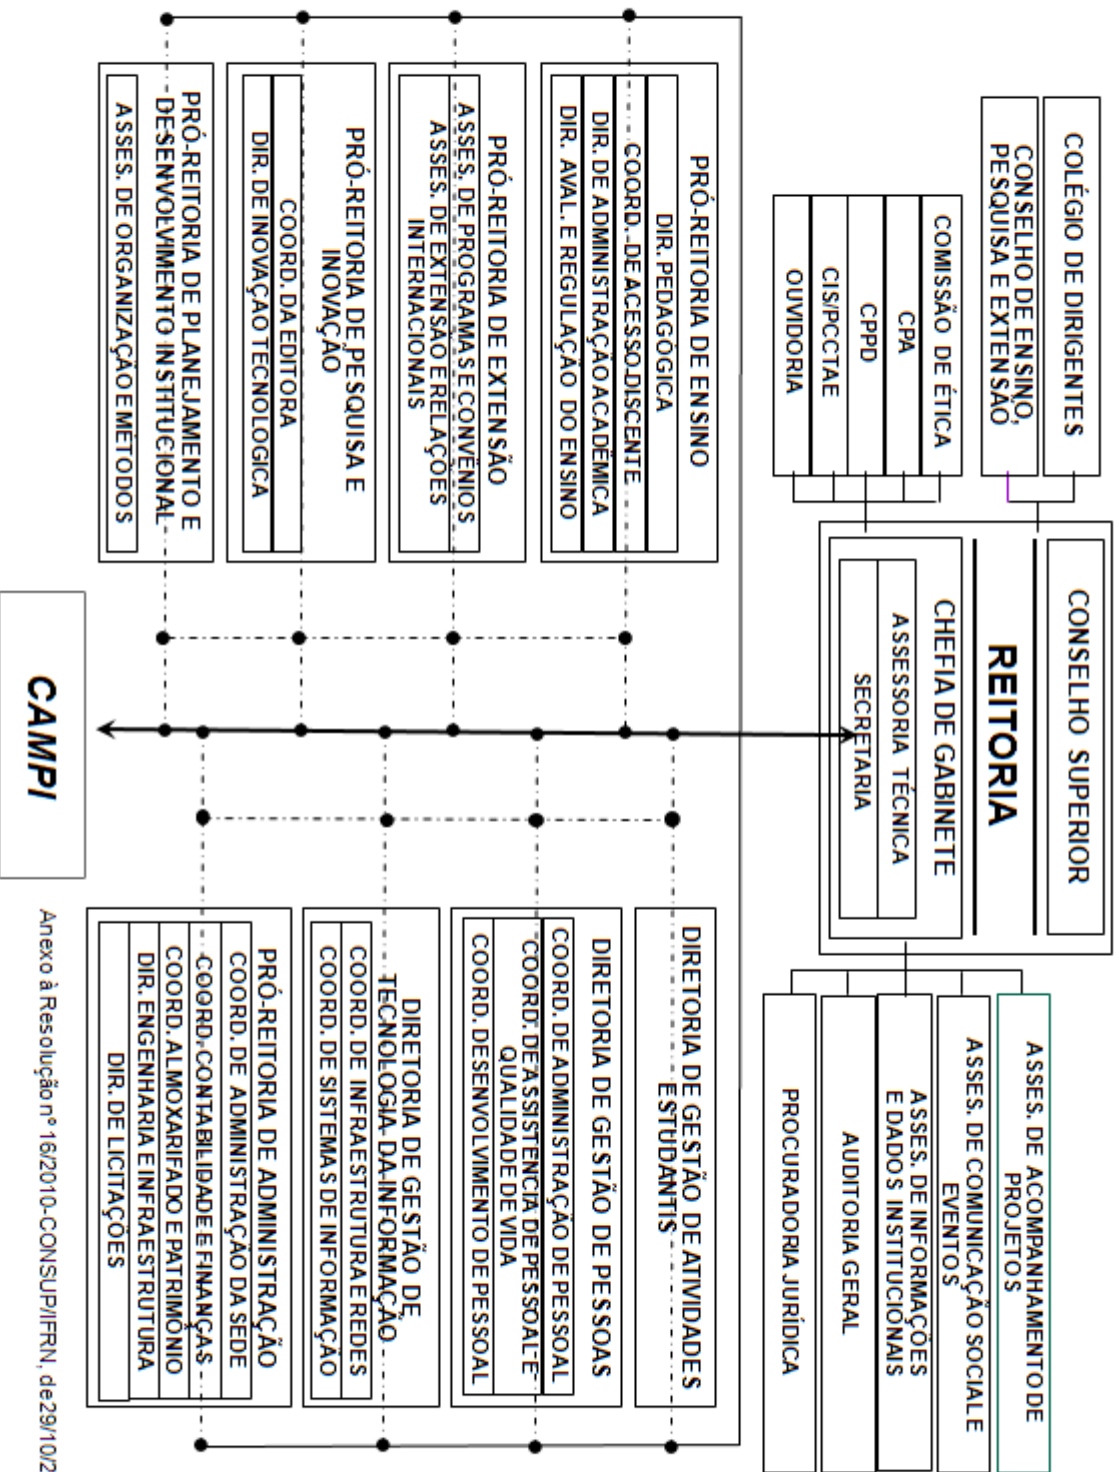 COLÉGIO DE DIRIGENTES
CONSELHO DE ENSINO,
PESQUISA E EXTENSÃO
COMISSÃO DE ÉTICA
CPA
CPPD
CIS/PCCTAE
OUVIDORIA
CONSELHO SUPERIOR
REITORIA
CHEFIA DE GABINETE
ASSESSORIA TÉCNICA
SECRETARIA
ASSES. DE ACOMPANHAMENTO DE
PROJETOS
ASSES. DE COMUNICAÇÃO SOCIAL E
EVENTOS
ASSES. DE INFORMAÇÕES
E DADOS INSTITUCIONAIS
AUDITORIA GERAL
PROCURADORIA JURÍDICA
PRÓ-REITORIA DE ENSINO
DIR. PEDAGÓGICA
COORD. DE ACESSO DISCENTE
DIR. DE ADMINISTRAÇÃO ACADÊMICA
DIR. AVAL. E REGULAÇÃO DO ENSINO
PRÓ-REITORIA DE EXTENSÃO
ASSES. DE PROGRAMAS E CONVÊNIOS
ASSES. DE EXTENSÃO E RELAÇÕES
INTERNACIONAIS
PRÓ-REITORIA DE PESQUISA E
INOVAÇÃO
COORD. DA EDITORA
DIR. DE INOVAÇÃO TECNOLOGICA
PRÓ-REITORIA DE PLANEJAMENTO E
DESENVOLVIMENTO INSTITUCIONAL
ASSES. DE ORGANIZAÇÃO E MÉTODOS
DIRETORIA DE GESTÃO DE ATIVIDADES
ESTUDANTIS
DIRETORIA DE GESTÃO DE PESSOAS
COORD. DE ADMINISTRAÇÃO DE PESSOAL
COORD. DE ASSISTÊNCIA DE PESSOAL E
QUALIDADE DE VIDA
COORD. DESENVOLVIMENTO DE PESSOAL
DIRETORIA DE GESTÃO DE
TECNOLOGIA DA INFORMAÇÃO
COORD. DE INFRAESTRUTURA E REDES
COORD. DE SISTEMAS DE INFORMAÇÃO
PRÓ-REITORIA DE ADMINISTRAÇÃO
COORD. DE ADMINISTRAÇÃO DA SEDE
COORD. CONTABILIDADE E FINANÇAS
COORD. ALMOXARIFADO E PATRIMÔNIO
DIR. ENGENHARIA E INFRAESTRUTURA
DIR. DE LICITAÇÕES
CAMPI
Anexo à Resolução nº 16/2010-CONSUP/IFRN, de 29/10/2